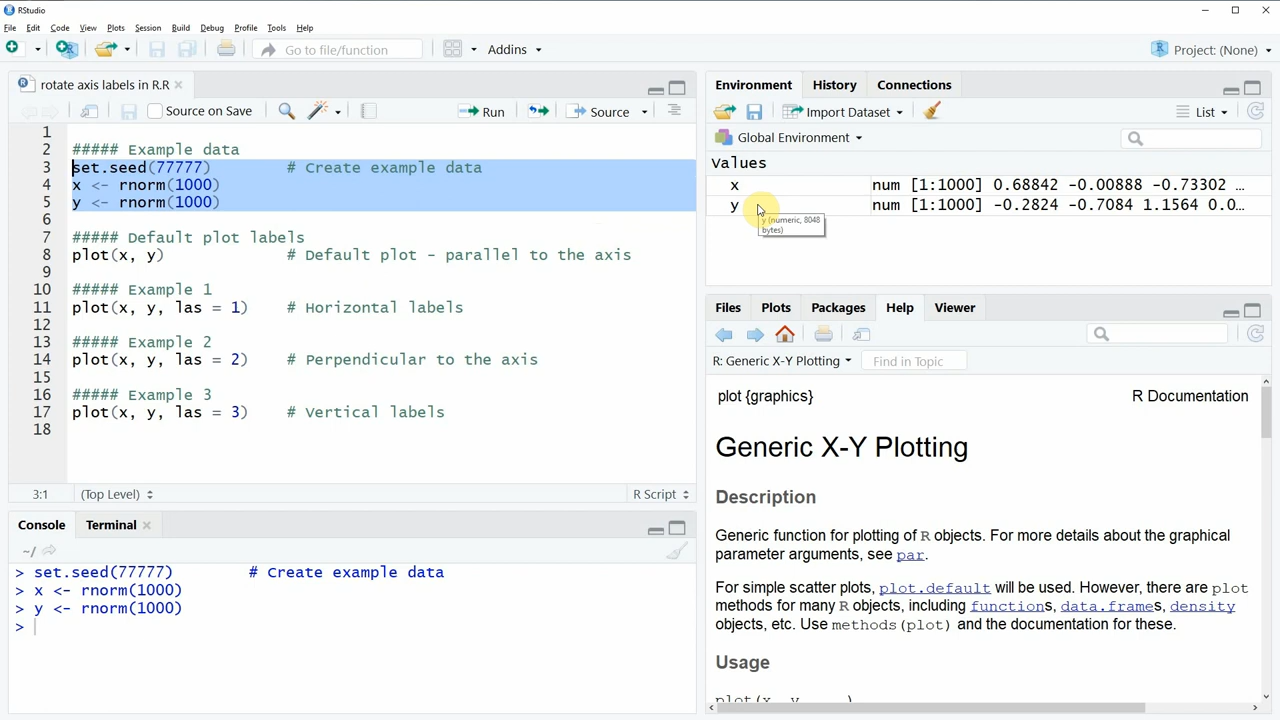 RStudio
File Edit Code View Plots Session Build Debug Profile Tools Help
Go to file/function Addins Project: (None)
rotate axis labels in R.R
Source on Save Run Source
1
2 ##### Example data
3 set.seed(77777) # Create example data
4 x <- rnorm(1000)
5 y <- rnorm(1000)
6
7 ##### Default plot labels
8 plot(x, y) # Default plot - parallel to the axis
9
10 ##### Example 1
11 plot(x, y, las = 1) # Horizontal labels
12
13 ##### Example 2
14 plot(x, y, las = 2) # Perpendicular to the axis
15
16 ##### Example 3
17 plot(x, y, las = 3) # Vertical labels
18
3:1 (Top Level) R Script
Console Terminal
~/
> set.seed(77777) # Create example data
> x <- rnorm(1000)
> y <- rnorm(1000)
>
Environment History Connections
Import Dataset List
Global Environment
Values
x num [1:1000] 0.68842 -0.00888 -0.73302 …
y num [1:1000] -0.2824 -0.7084 1.1564 0.0…
y (numeric, 8048
bytes)
Files Plots Packages Help Viewer
R: Generic X-Y Plotting Find in Topic
plot {graphics} R Documentation
Generic X-Y Plotting
Description
Generic function for plotting of R objects. For more details about the graphical
parameter arguments, see par.
For simple scatter plots, plot.default will be used. However, there are plot
methods for many R objects, including functions, data.frames, density
objects, etc. Use methods(plot) and the documentation for these.
Usage
plot(x, y, ...)